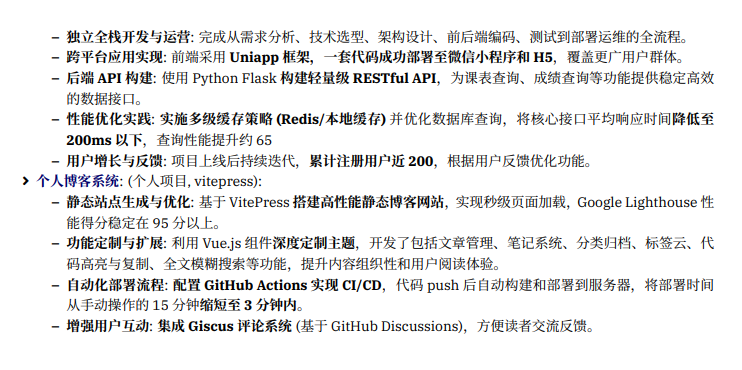 – 独立全栈开发与运营: 完成从需求分析、技术选型、架构设计、前后端编码、测试到部署运维的全流程。
– 跨平台应用实现: 前端采用 Uniapp 框架，一套代码成功部署至微信小程序和 H5，覆盖更广用户群体。
– 后端 API 构建: 使用 Python Flask 构建轻量级 RESTful API，为课表查询、成绩查询等功能提供稳定高效
的数据接口。
– 性能优化实践: 实施多级缓存策略 (Redis/本地缓存) 并优化数据库查询，将核心接口平均响应时间降低至
200ms 以下，查询性能提升约 65
– 用户增长与反馈: 项目上线后持续迭代，累计注册用户近 200，根据用户反馈优化功能。
个人博客系统: (个人项目, vitepress):
– 静态站点生成与优化: 基于 VitePress 搭建高性能静态博客网站，实现秒级页面加载，Google Lighthouse 性
能得分稳定在 95 分以上。
– 功能定制与扩展: 利用 Vue.js 组件深度定制主题，开发了包括文章管理、笔记系统、分类归档、标签云、代
码高亮与复制、全文模糊搜索等功能，提升内容组织性和用户阅读体验。
– 自动化部署流程: 配置 GitHub Actions 实现 CI/CD，代码 push 后自动构建和部署到服务器，将部署时间
从手动操作的 15 分钟缩短至 3 分钟内。
– 增强用户互动: 集成 Giscus 评论系统 (基于 GitHub Discussions)，方便读者交流反馈。